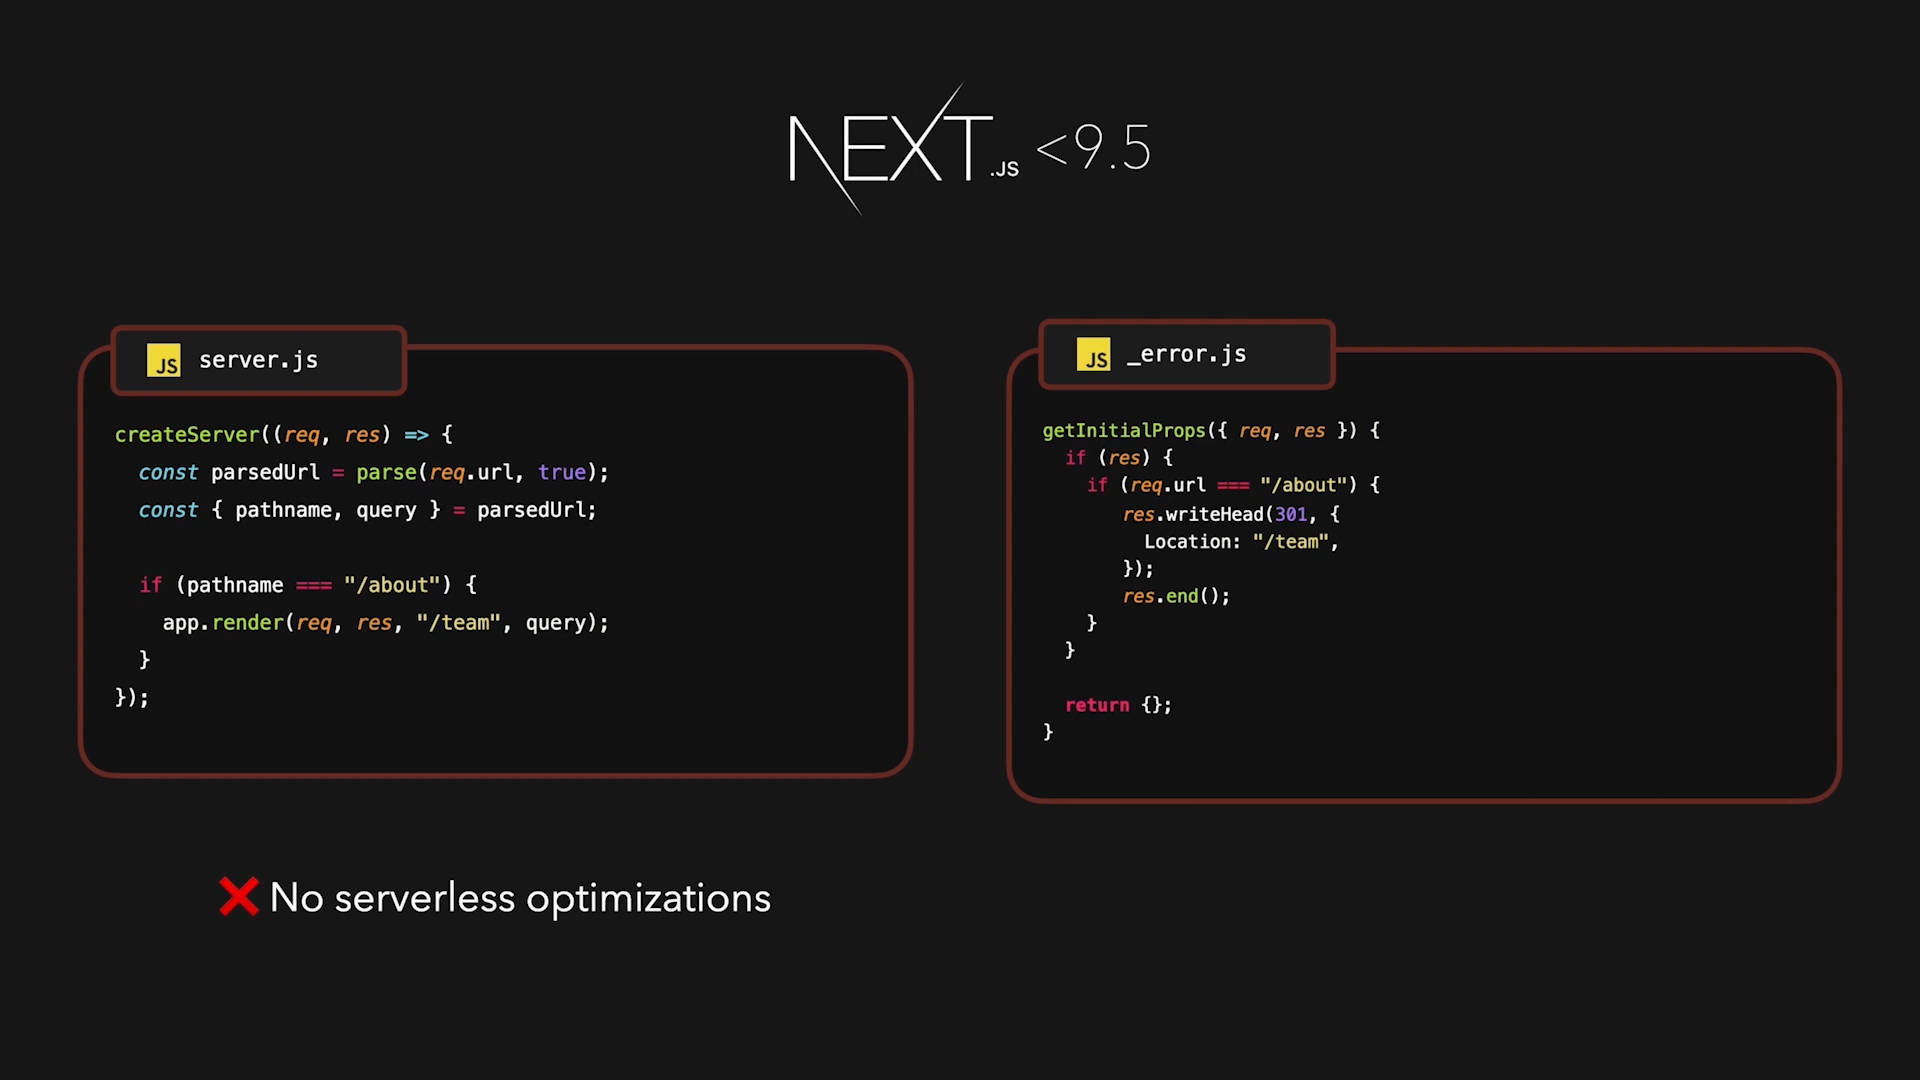 NEXT.JS <9.5
JS server.js
createServer((req, res) => {
  const parsedUrl = parse(req.url, true);
  const { pathname, query } = parsedUrl;

  if (pathname === "/about") {
    app.render(req, res, "/team", query);
  }
});
JS _error.js
getInitialProps({ req, res }) {
  if (res) {
    if (req.url === "/about") {
       res.writeHead(301, {
         Location: "/team",
       });
       res.end();
    }
  }

  return {};
}
❌ No serverless optimizations